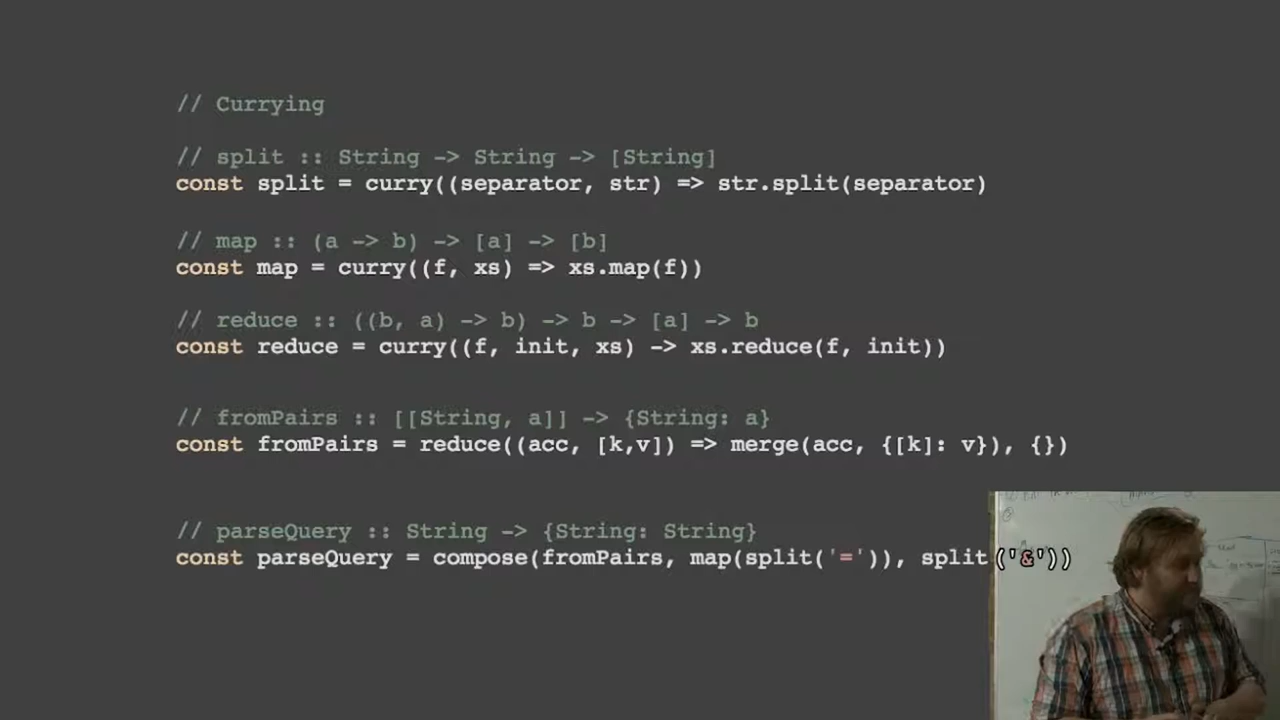 // Currying
// split :: String -> String -> [String]
const split = curry((separator, str) => str.split(separator)
// map :: (a -> b) -> [a] -> [b]
const map = curry((f, xs) => xs.map(f))
// reduce :: ((b, a) -> b) -> b -> [a] -> b
const reduce = curry((f, init, xs) -> xs.reduce(f, init))
// fromPairs :: [[String, a]] -> {String: a}
const fromPairs = reduce((acc, [k,v]) => merge(acc, {[k]: v}), {})
// parseQuery :: String -> {String: String}
const parseQuery = compose(fromPairs, map(split('=')), split('&'))